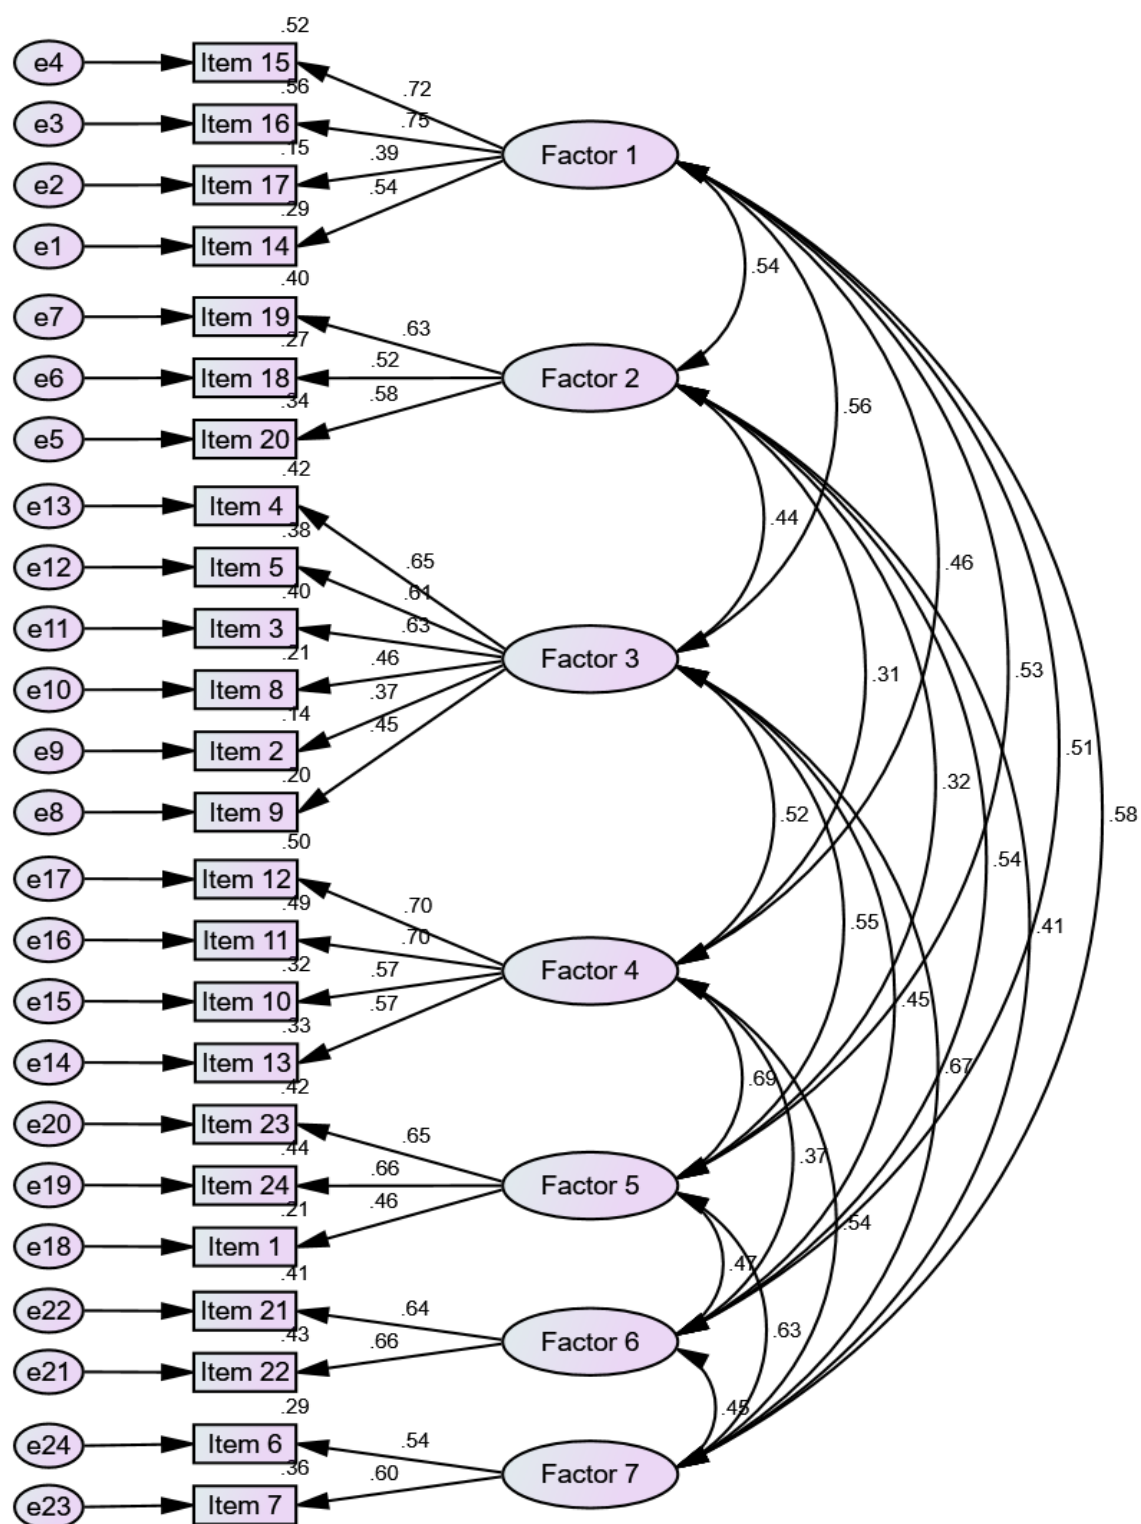 .52
e4 Item 15 .72
.56
e3 Item 16 .75 Factor 1
.15 .39
e2 Item 17 .54
.29
e1 Item 14 .54
.40
e7 Item 19 .63
.27 .52
e6 Item 18 Factor 2
.34 .58 .56
e5 Item 20
.42
e13 Item 4 .44
.38 .65 .46
e12 Item 5 .61
.40 .63
e11 Item 3
.21 .46 Factor 3 .31 .53
e10 Item 8 .37
.14 .45 .51
e9 Item 2
.20 .32
e8 Item 9 .52 .58
.50 .54
e17 Item 12 .70
.49 .70 .55 .41
e16 Item 11
.32 .57 Factor 4
e15 Item 10 .57 .45
.33
e14 Item 13 .69 .67
.42
e20 Item 23 .65
.44 .66 .37
e19 Item 24 Factor 5
.21 .46 .54
e18 Item 1 .47
.41
e22 Item 21 .64
.43 .66 Factor 6 .63
e21 Item 22
.29 .45
e24 Item 6 .54
.36 .60 Factor 7
e23 Item 7